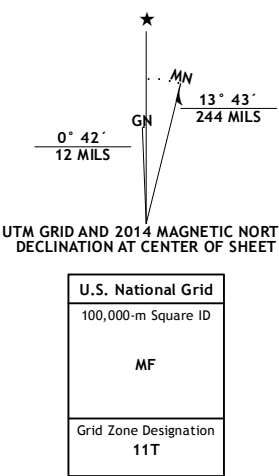 ★
MN
GN
13° 43´
244 MILS
0° 42´
12 MILS
UTM GRID AND 2014 MAGNETIC NORT
DECLINATION AT CENTER OF SHEET
U.S. National Grid
100,000-m Square ID
MF
Grid Zone Designation
11T